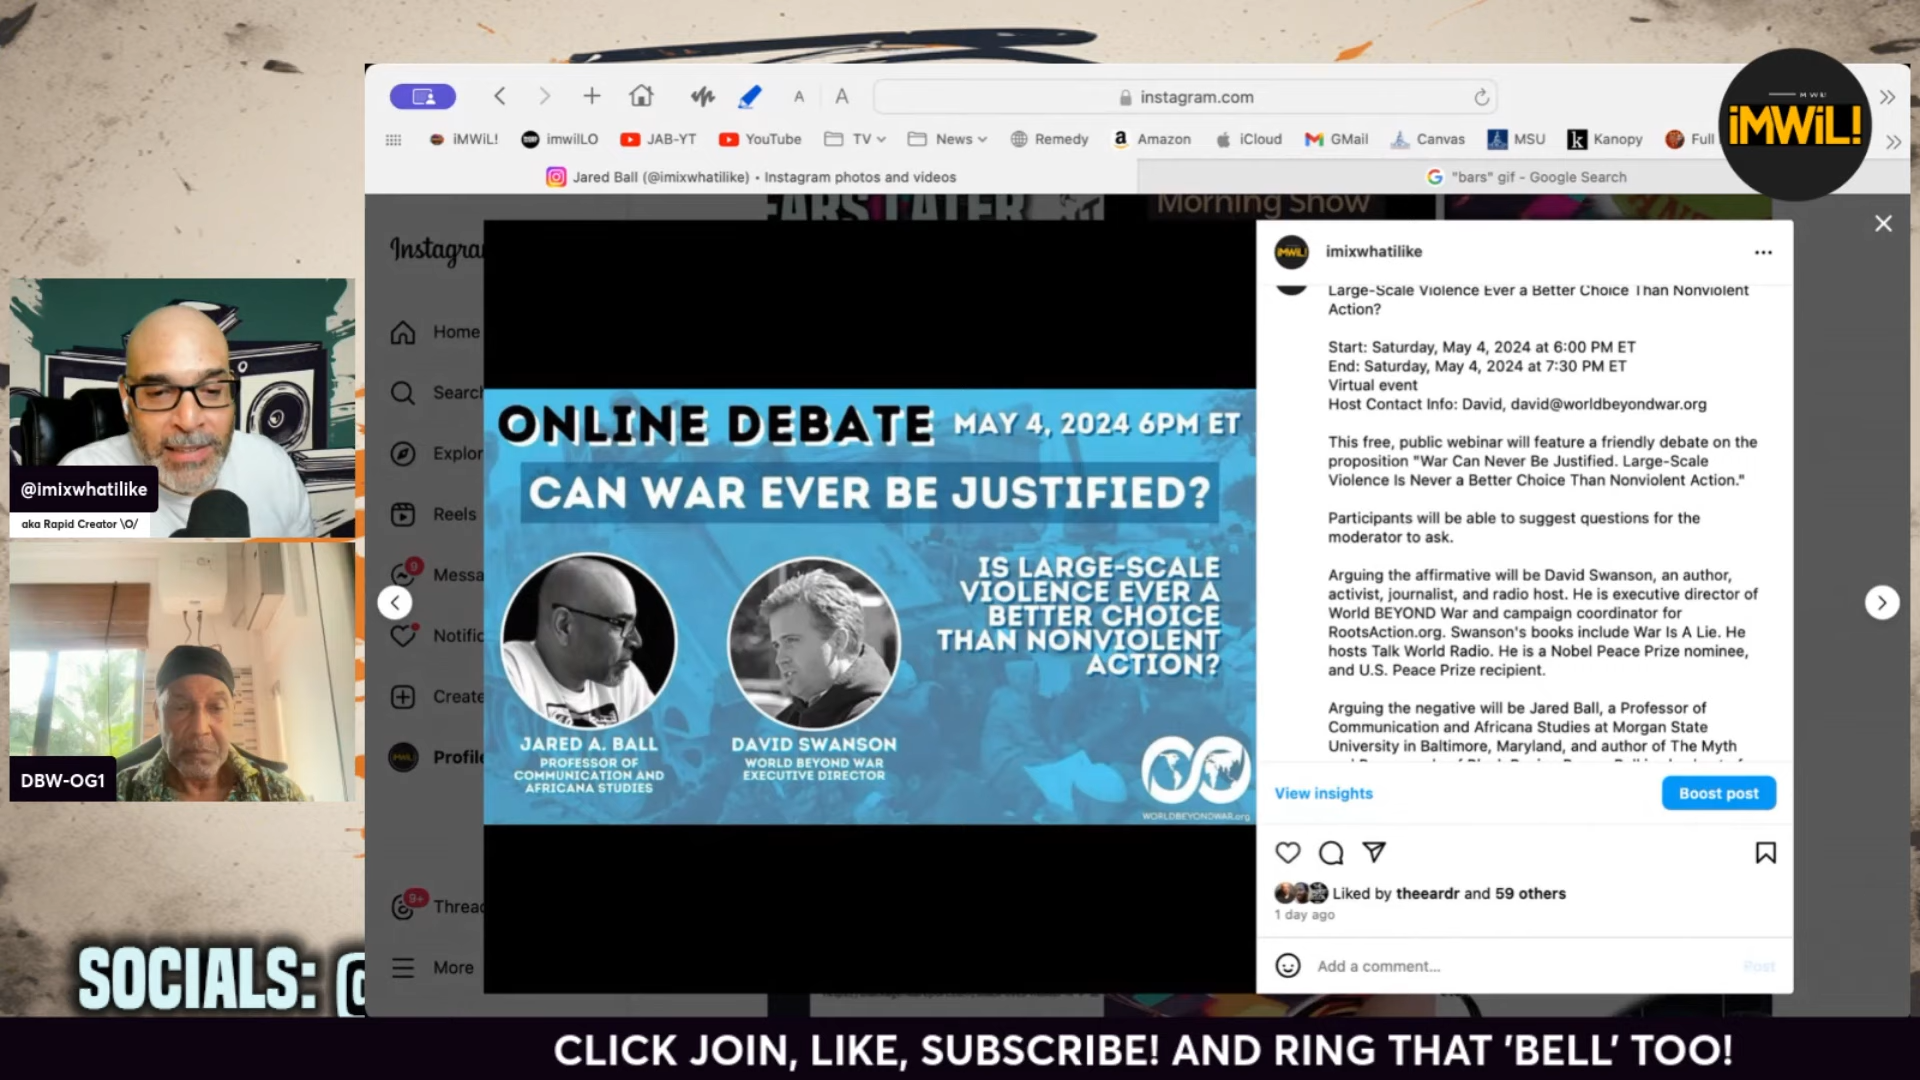 instagram.com
iMWiL!
imwilLO
JAB-YT
YouTube
TV
News
Remedy
Amazon
iCloud
GMail
Canvas
MSU
Kanopy
Full
MWU
iMWiL!
Jared Ball (@imixwhatilike) • Instagram photos and videos
"bars" gif - Google Search
EARS LATER
Morning Show
Instagra
Home
Search
Explor
Reels
9
Messa
Notific
Create
Profile
9+
Threa
More
ONLINE DEBATE MAY 4, 2024 6PM ET
CAN WAR EVER BE JUSTIFIED?
IS LARGE-SCALE
VIOLENCE EVER A
BETTER CHOICE
THAN NONVIOLENT
ACTION?
JARED A. BALL
PROFESSOR OF
COMMUNICATION AND
AFRICANA STUDIES
DAVID SWANSON
WORLD BEYOND WAR
EXECUTIVE DIRECTOR
WORLDBEYONDWAR.org
imixwhatilike
Large-Scale Violence Ever a Better Choice Than Nonviolent
Action?
Start: Saturday, May 4, 2024 at 6:00 PM ET
End: Saturday, May 4, 2024 at 7:30 PM ET
Virtual event
Host Contact Info: David, david@worldbeyondwar.org
This free, public webinar will feature a friendly debate on the
proposition "War Can Never Be Justified. Large-Scale
Violence Is Never a Better Choice Than Nonviolent Action."
Participants will be able to suggest questions for the
moderator to ask.
Arguing the affirmative will be David Swanson, an author,
activist, journalist, and radio host. He is executive director of
World BEYOND War and campaign coordinator for
RootsAction.org. Swanson's books include War Is A Lie. He
hosts Talk World Radio. He is a Nobel Peace Prize nominee,
and U.S. Peace Prize recipient.
Arguing the negative will be Jared Ball, a Professor of
Communication and Africana Studies at Morgan State
University in Baltimore, Maryland, and author of The Myth
View insights
Boost post
Liked by theeardr and 59 others
1 day ago
Add a comment...
Post
@imixwhatilike
aka Rapid Creator \O/
DBW-OG1
SOCIALS: @
CLICK JOIN, LIKE, SUBSCRIBE! AND RING THAT 'BELL' TOO!